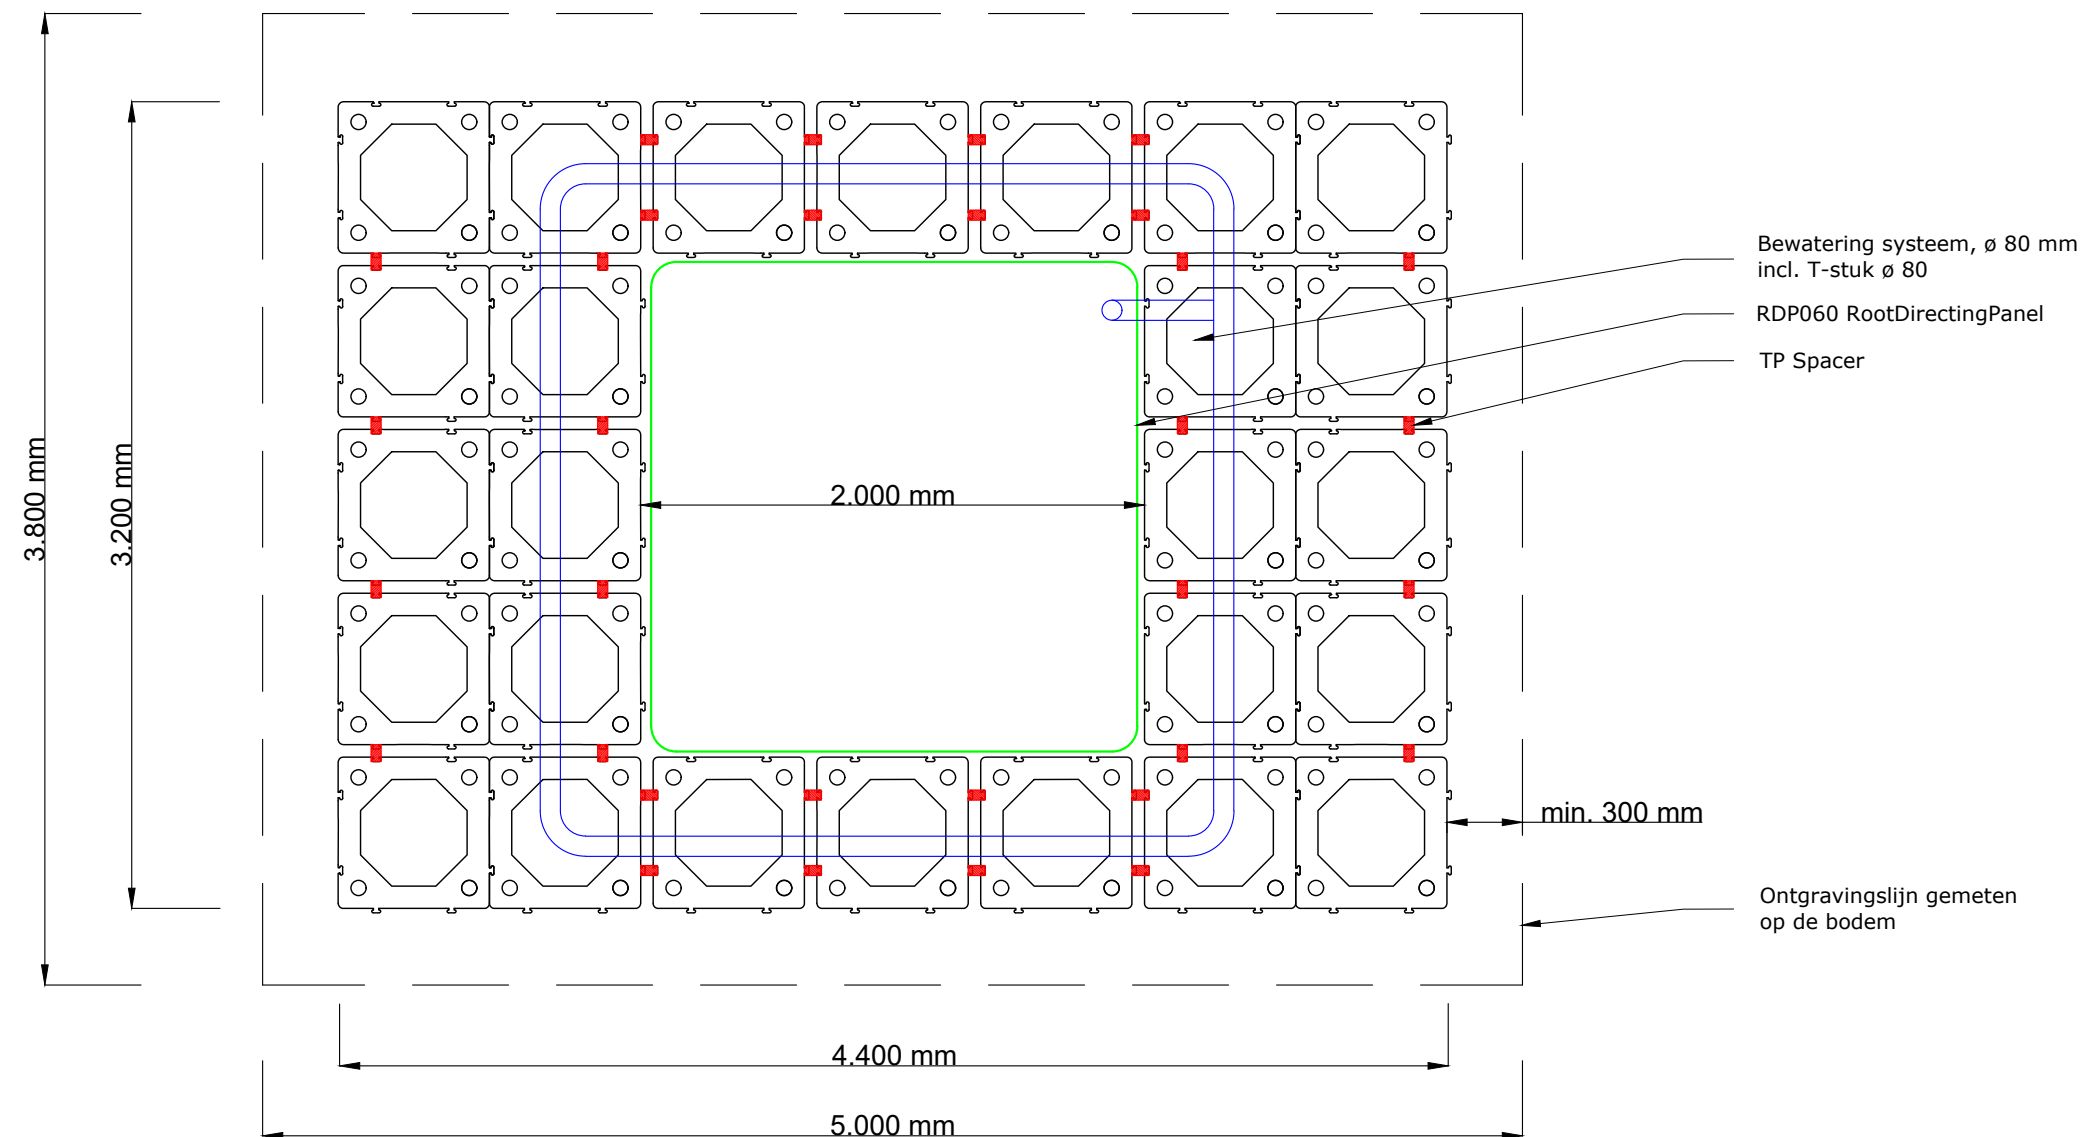 Bewatering systeem, ø 80 mm
incl. T-stuk ø 80
RDP060 RootDirectingPanel
TP Spacer
3.800 mm
3.200 mm
2.000 mm
min. 300 mm
Ontgravingslijn gemeten
op de bodem
4.400 mm
5.000 mm